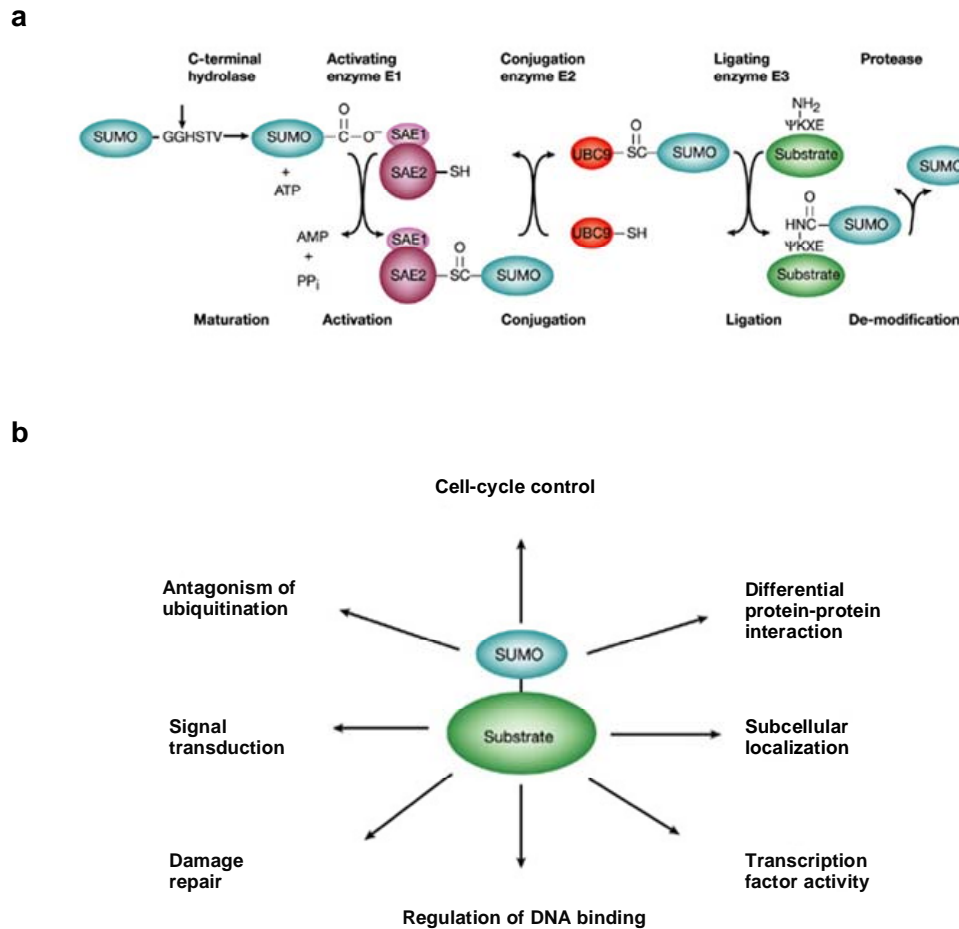 a
C-terminal
hydrolase
Activating
enzyme E1
Conjugation
enzyme E2
Ligating
enzyme E3
Protease
SUMO
GGHSTV
SUMO
C
O
O⁻
SAE1
SAE2
SH
+
ATP
AMP
+
PPi
SAE1
SAE2
SC
O
SUMO
UBC9
SC
O
SUMO
UBC9
SH
NH2
ΨKXE
Substrate
O
HNC
SUMO
ΨKXE
Substrate
SUMO
Maturation
Activation
Conjugation
Ligation
De-modification
b
Cell-cycle control
Antagonism of
ubiquitination
Differential
protein-protein
interaction
SUMO
Signal
transduction
Substrate
Subcellular
localization
Damage
repair
Transcription
factor activity
Regulation of DNA binding